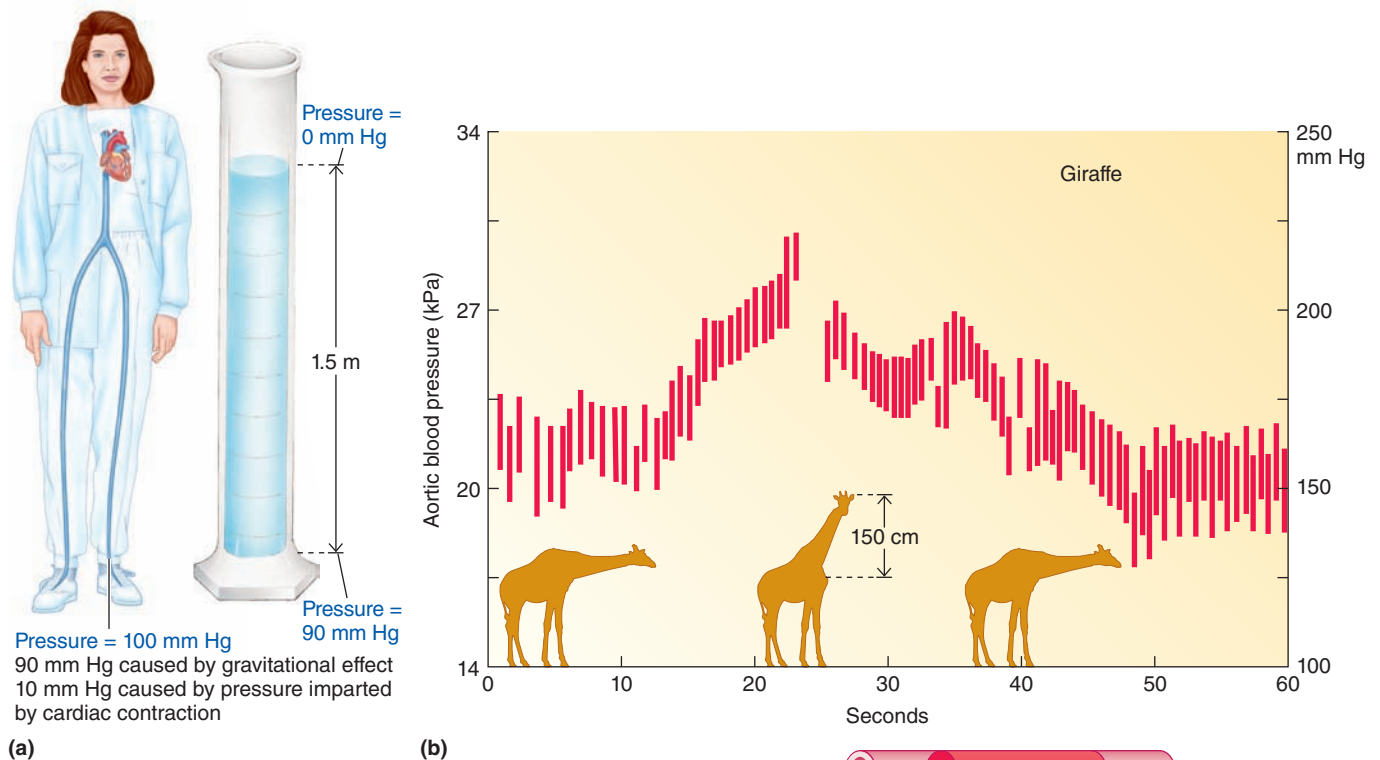 Pressure =
0 mm Hg
1.5 m
Pressure =
90 mm Hg
Pressure = 100 mm Hg
90 mm Hg caused by gravitational effect
10 mm Hg caused by pressure imparted
by cardiac contraction
(a)
34
27
20
14
Aortic blood pressure (kPa)
Giraffe
150 cm
250
mm Hg
200
150
100
0
10
20
30
40
50
60
Seconds
(b)